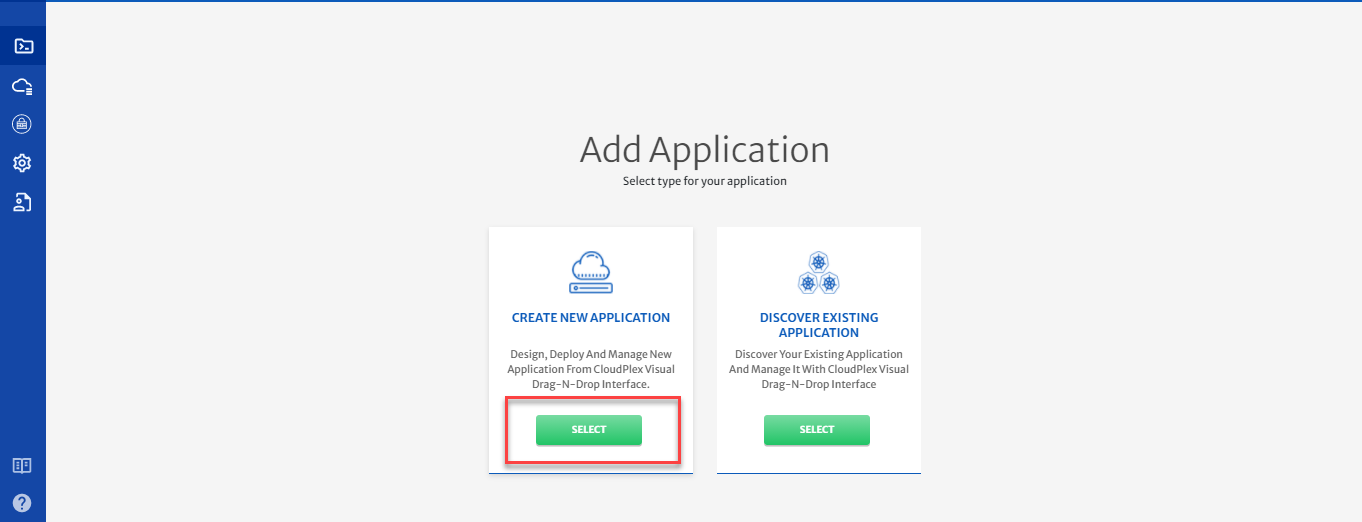 Add Application
Select type for your application
CREATE NEW APPLICATION
Design, Deploy And Manage New
Application From CloudPlex Visual
Drag-N-Drop Interface.
SELECT
DISCOVER EXISTING
APPLICATION
Discover Your Existing Application
And Manage It With CloudPlex Visual
Drag-N-Drop Interface
SELECT